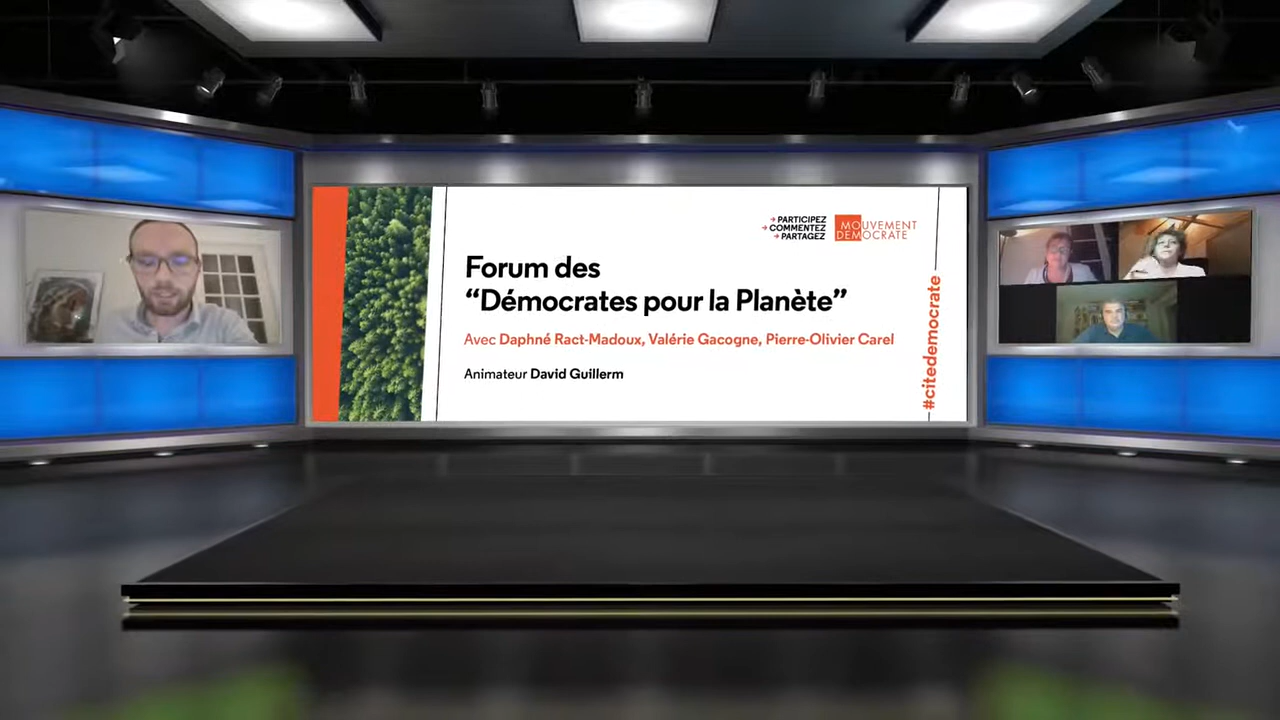 → PARTICIPEZ
→ COMMENTEZ
→ PARTAGEZ
MOUVEMENT
DEMOCRATE
Forum des
“Démocrates pour la Planète”
Avec Daphné Ract-Madoux, Valérie Gacogne, Pierre-Olivier Carel
Animateur David Guillerm
#citedemocrate